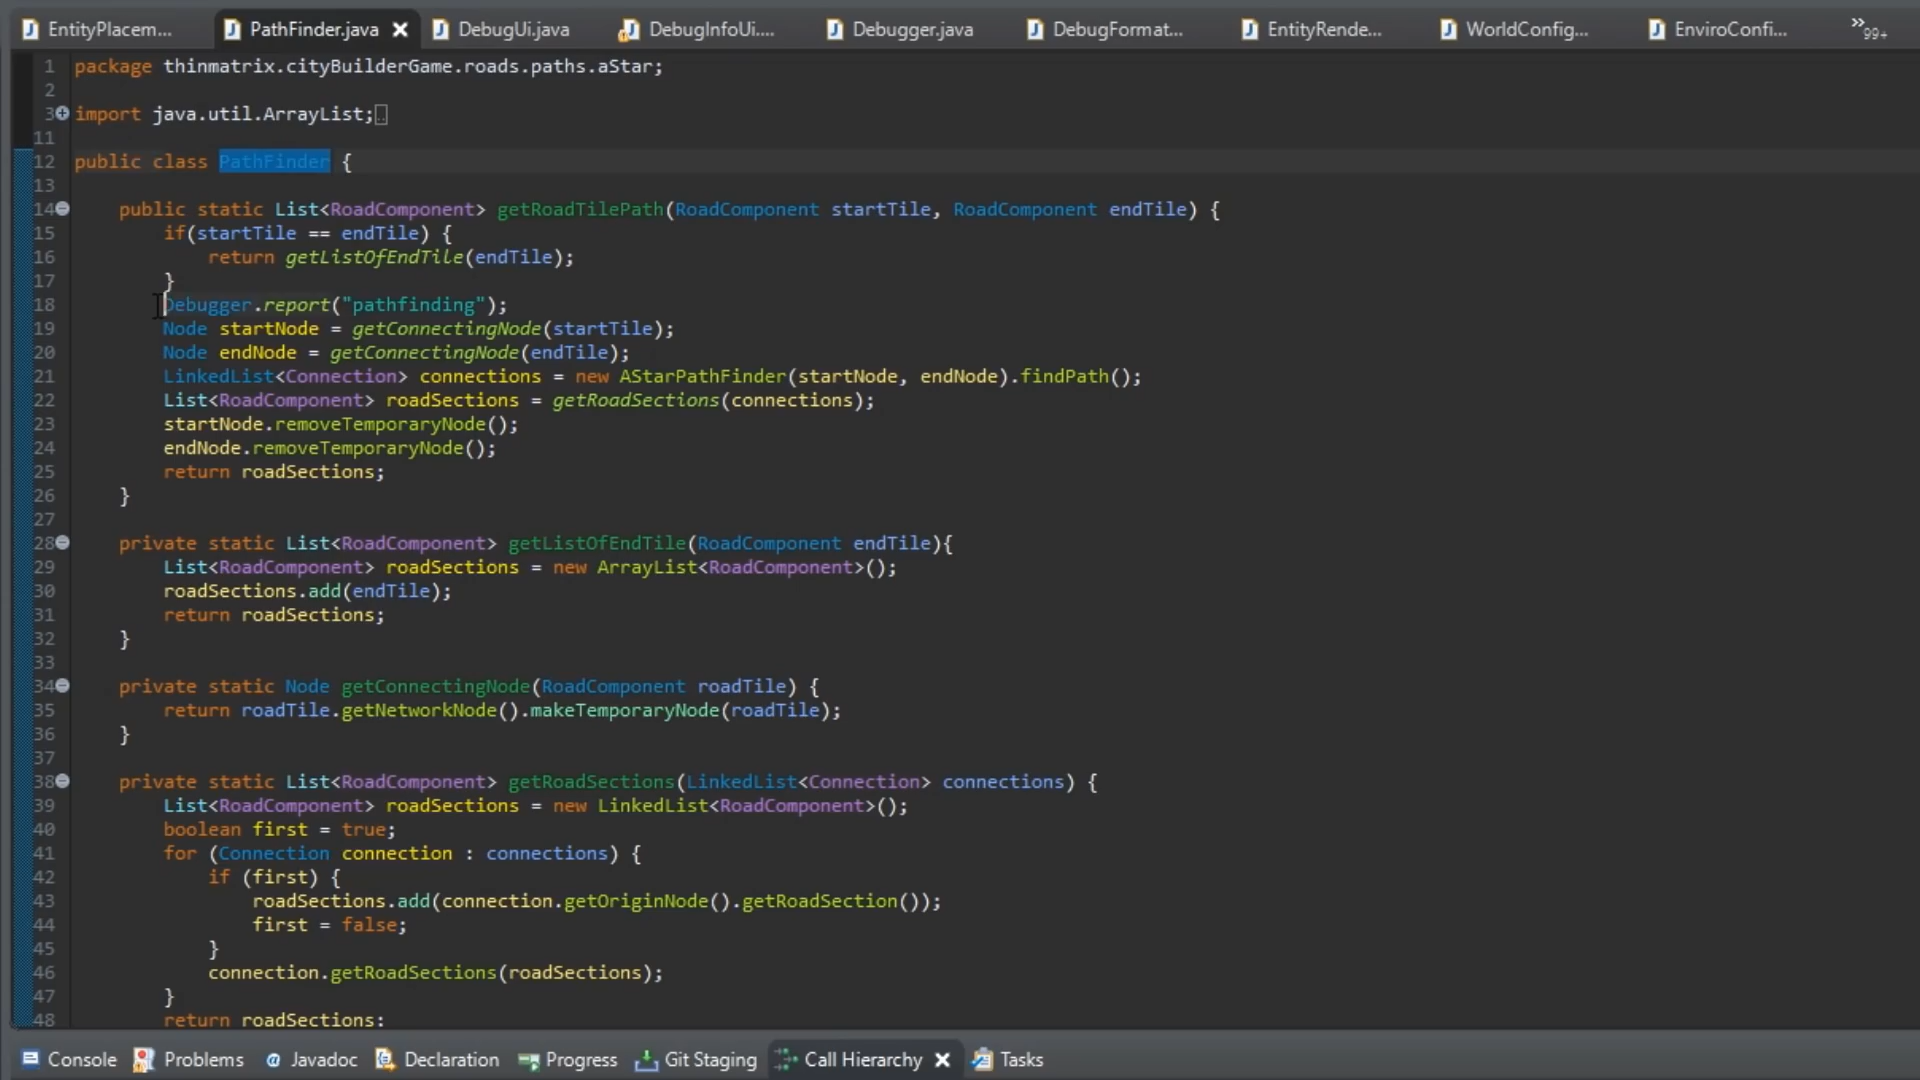 EntityPlacem... PathFinder.java DebugUi.java DebugInfoUi.... Debugger.java DebugFormat... EntityRende... WorldConfig... EnviroConfi... »99+
1 package thinmatrix.cityBuilderGame.roads.paths.aStar;
2
3 import java.util.ArrayList;
11
12 public class PathFinder {
13
14 public static List<RoadComponent> getRoadTilePath(RoadComponent startTile, RoadComponent endTile) {
15 if(startTile == endTile) {
16 return getListOfEndTile(endTile);
17 }
18 Debugger.report("pathfinding");
19 Node startNode = getConnectingNode(startTile);
20 Node endNode = getConnectingNode(endTile);
21 LinkedList<Connection> connections = new AStarPathFinder(startNode, endNode).findPath();
22 List<RoadComponent> roadSections = getRoadSections(connections);
23 startNode.removeTemporaryNode();
24 endNode.removeTemporaryNode();
25 return roadSections;
26 }
27
28 private static List<RoadComponent> getListOfEndTile(RoadComponent endTile){
29 List<RoadComponent> roadSections = new ArrayList<RoadComponent>();
30 roadSections.add(endTile);
31 return roadSections;
32 }
33
34 private static Node getConnectingNode(RoadComponent roadTile) {
35 return roadTile.getNetworkNode().makeTemporaryNode(roadTile);
36 }
37
38 private static List<RoadComponent> getRoadSections(LinkedList<Connection> connections) {
39 List<RoadComponent> roadSections = new LinkedList<RoadComponent>();
40 boolean first = true;
41 for (Connection connection : connections) {
42 if (first) {
43 roadSections.add(connection.getOriginNode().getRoadSection());
44 first = false;
45 }
46 connection.getRoadSections(roadSections);
47 }
48 return roadSections;
Console Problems @ Javadoc Declaration Progress Git Staging Call Hierarchy Tasks